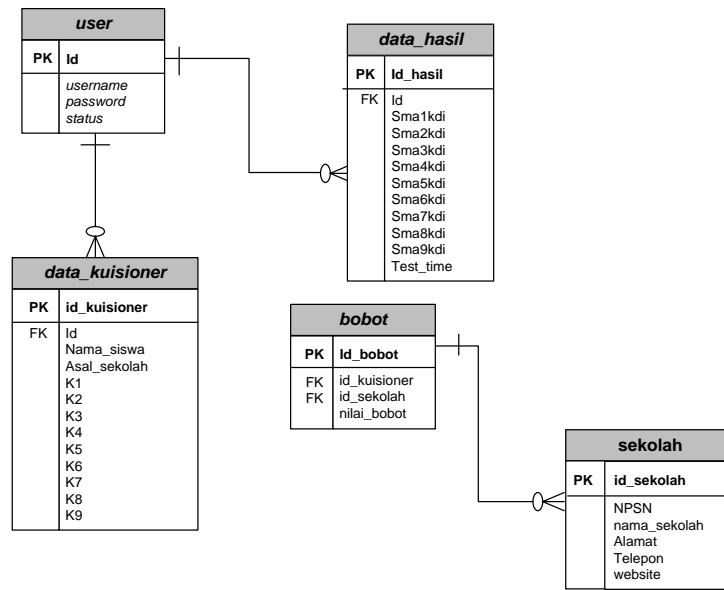 user
PK Id
username
password
status
data_hasil
PK Id_hasil
FK Id
Sma1kdi
Sma2kdi
Sma3kdi
Sma4kdi
Sma5kdi
Sma6kdi
Sma7kdi
Sma8kdi
Sma9kdi
Test_time
data_kuisioner
PK id_kuisioner
FK Id
Nama_siswa
Asal_sekolah
K1
K2
K3
K4
K5
K6
K7
K8
K9
bobot
PK Id_bobot
FK id_kuisioner
FK id_sekolah
nilai_bobot
sekolah
PK id_sekolah
NPSN
nama_sekolah
Alamat
Telepon
website